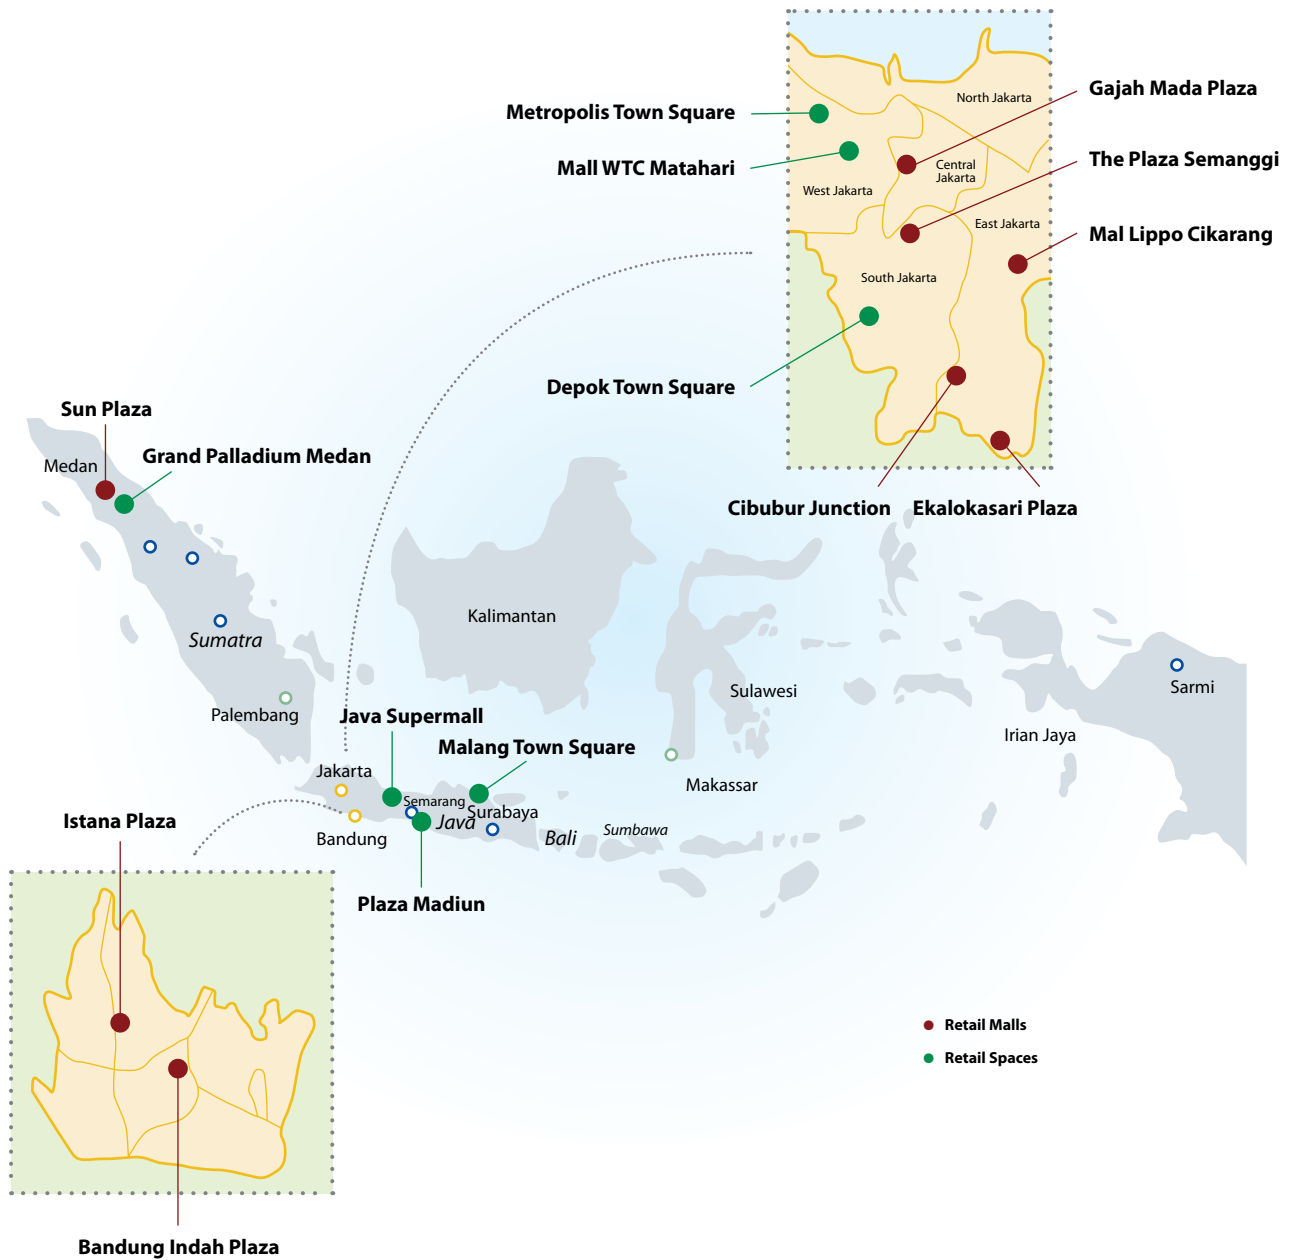 Metropolis Town Square
Mall WTC Matahari
Depok Town Square
North Jakarta
Central
Jakarta
West Jakarta
East Jakarta
South Jakarta
Gajah Mada Plaza
The Plaza Semanggi
Mal Lippo Cikarang
Cibubur Junction
Ekalokasari Plaza
Sun Plaza
Medan
Grand Palladium Medan
Sumatra
Palembang
Kalimantan
Sulawesi
Makassar
Sarmi
Irian Jaya
Java Supermall
Malang Town Square
Jakarta
Semarang
Surabaya
Java
Bandung
Bali
Sumbawa
Plaza Madiun
Istana Plaza
Bandung Indah Plaza
Retail Malls
Retail Spaces